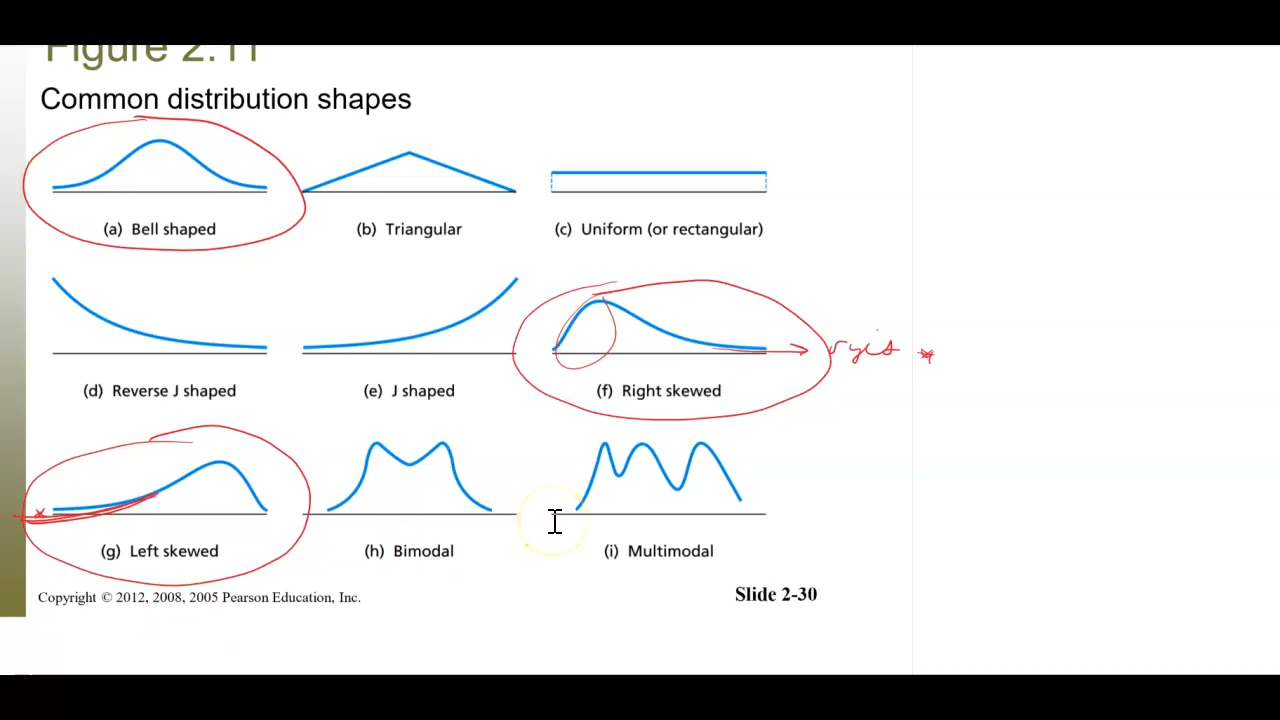 Figure 2.11
Common distribution shapes
(a) Bell shaped
(b) Triangular
(c) Uniform (or rectangular)
(d) Reverse J shaped
(e) J shaped
(f) Right skewed
(g) Left skewed
(h) Bimodal
(i) Multimodal
Copyright © 2012, 2008, 2005 Pearson Education, Inc.
Slide 2-30